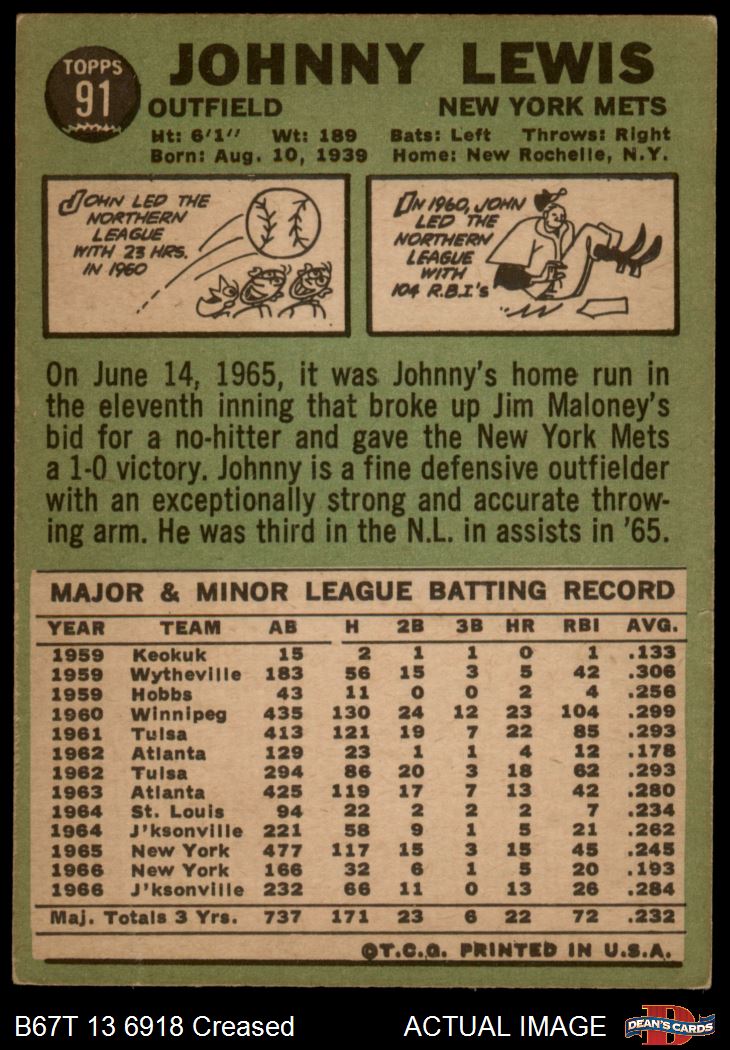 TOPPS
91
JOHNNY LEWIS
OUTFIELD NEW YORK METS
Ht: 6'1" Wt: 189 Bats: Left Throws: Right
Born: Aug. 10, 1939 Home: New Rochelle, N.Y.
JOHN LED THE
NORTHERN
LEAGUE
WITH 23 HRS.
IN 1960
IN 1960, JOHN
LED THE
NORTHERN
LEAGUE
WITH
104 R.B.I.'s
On June 14, 1965, it was Johnny's home run in
the eleventh inning that broke up Jim Maloney's
bid for a no-hitter and gave the New York Mets
a 1-0 victory. Johnny is a fine defensive outfielder
with an exceptionally strong and accurate throw-
ing arm. He was third in the N.L. in assists in '65.
MAJOR & MINOR LEAGUE BATTING RECORD
YEAR TEAM AB H 2B 3B HR RBI AVG.
1959 Keokuk 15 2 1 1 0 1 .133
1959 Wytheville 183 56 15 3 5 42 .306
1959 Hobbs 43 11 0 0 2 4 .256
1960 Winnipeg 435 130 24 12 23 104 .299
1961 Tulsa 413 121 19 7 22 85 .293
1962 Atlanta 129 23 1 1 4 12 .178
1962 Tulsa 294 86 20 3 18 62 .293
1963 Atlanta 425 119 17 7 13 42 .280
1964 St. Louis 94 22 2 2 2 7 .234
1964 J'ksonville 221 58 9 1 5 21 .262
1965 New York 477 117 15 3 15 45 .245
1966 New York 166 32 6 1 5 20 .193
1966 J'ksonville 232 66 11 0 13 26 .284
Maj. Totals 3 Yrs. 737 171 23 6 22 72 .232
©T.C.G. PRINTED IN U.S.A.
B67T 13 6918 Creased ACTUAL IMAGE
DEAN'S CARDS